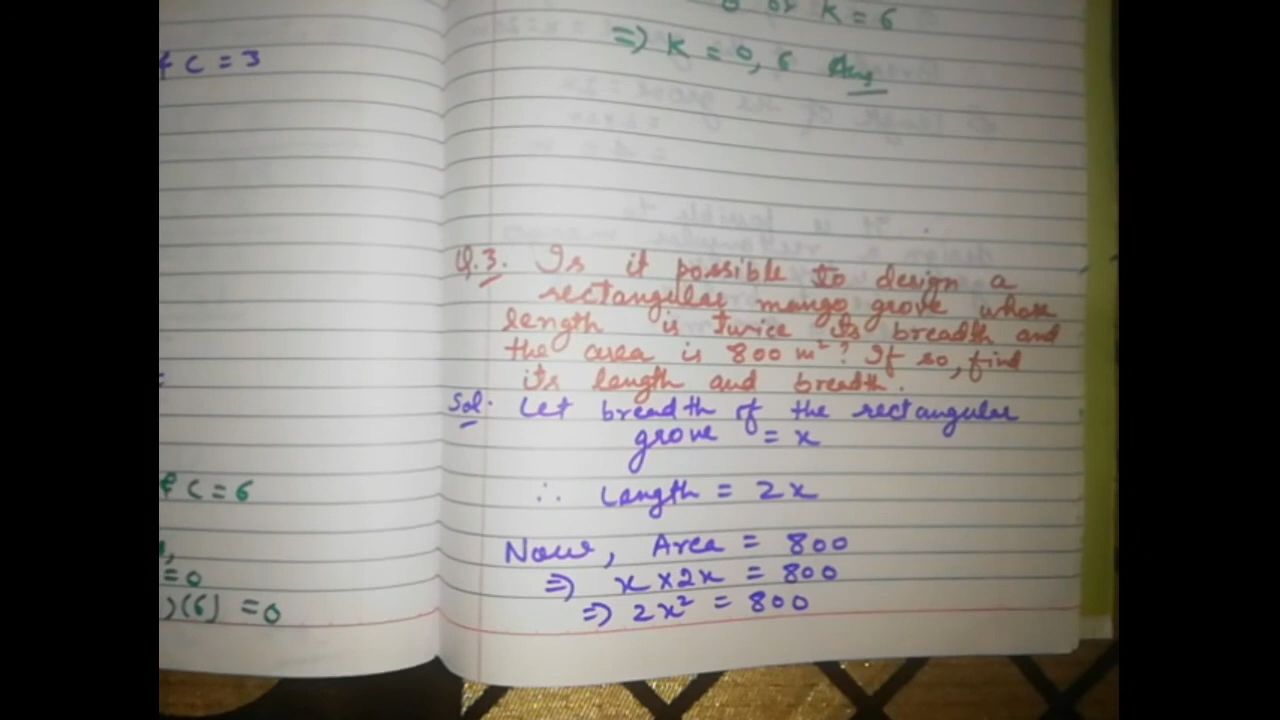 C = 3
C = 6
= 0
)(6) = 0
or K = 6
⇒ K = 0, 6 Ans
Q.3. Is it possible to design a
rectangular mango grove whose
length is twice its breadth and
the area is 800 m²? If so, find
its length and breadth.
Sol. Let breadth of the rectangular
grove = x
∴ Length = 2x
Now, Area = 800
⇒ x × 2x = 800
⇒ 2x² = 800